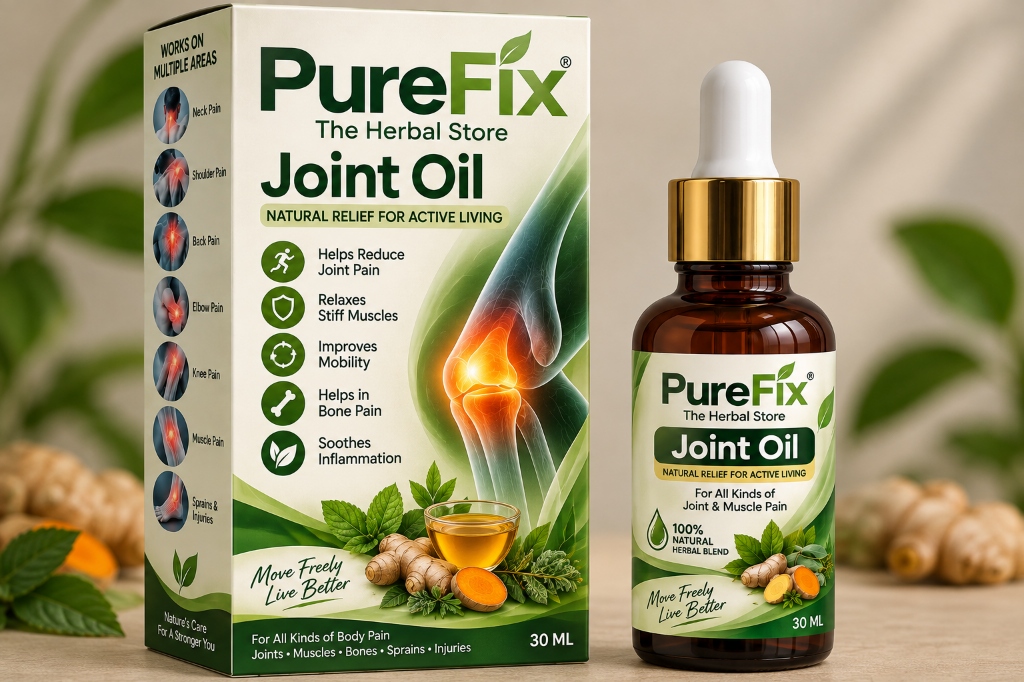 WORKS ON
MULTIPLE AREAS
Neck Pain
Shoulder Pain
Back Pain
Elbow Pain
Knee Pain
Muscle Pain
Sprains &
Injuries
Nature's Care
For A Stronger You
PureFix®
The Herbal Store
Joint Oil
NATURAL RELIEF FOR ACTIVE LIVING
Helps Reduce
Joint Pain
Relaxes
Stiff Muscles
Improves
Mobility
Helps in
Bone Pain
Soothes
Inflammation
Move Freely
Live Better
For All Kinds of Body Pain
Joints • Muscles • Bones • Sprains • Injuries
30 ML
PureFix®
The Herbal Store
Joint Oil
NATURAL RELIEF FOR ACTIVE LIVING
For All Kinds of
Joint & Muscle Pain
100%
NATURAL
HERBAL BLEND
Move Freely
Live Better
30 ML